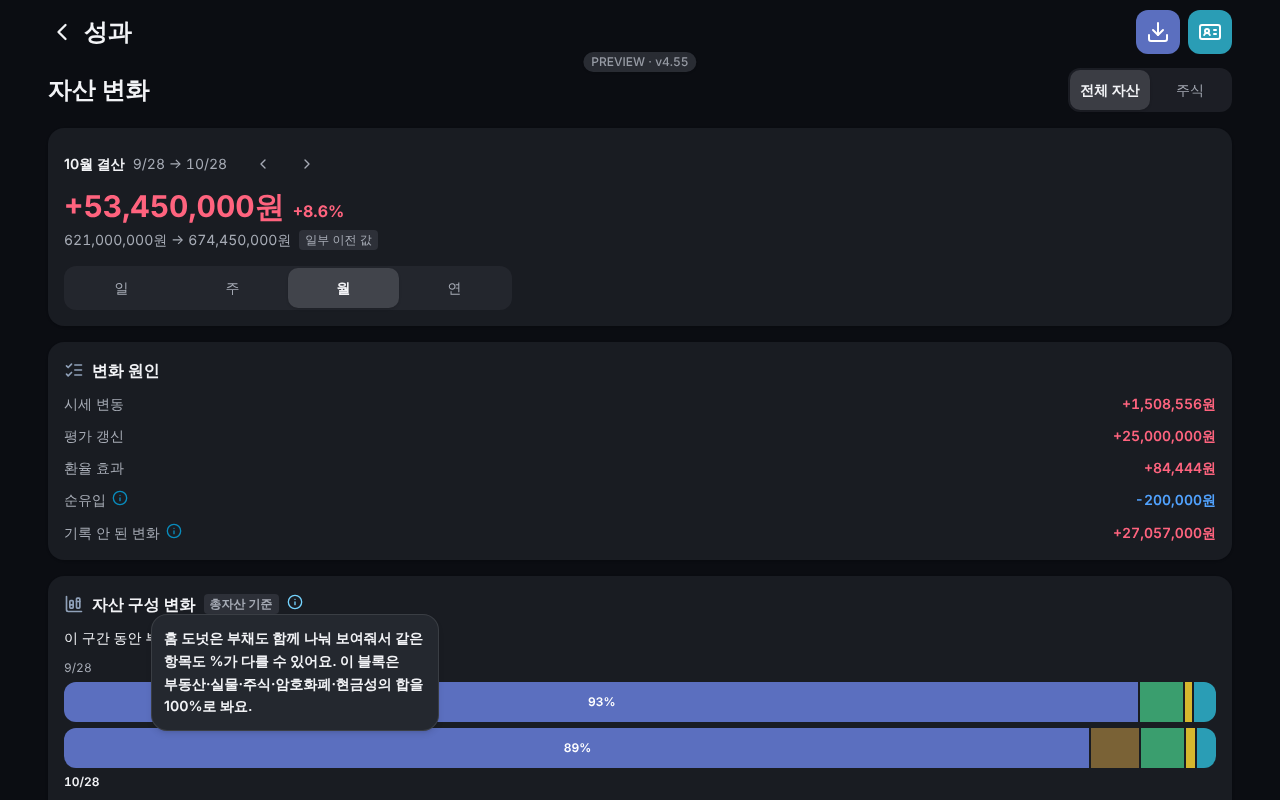 성과
PREVIEW · v4.55
자산 변화
전체 자산 주식
10월 결산 9/28 → 10/28
+53,450,000원 +8.6%
621,000,000원 → 674,450,000원 일부 이전 값
일 주 월 연
변화 원인
시세 변동 +1,508,556원
평가 갱신 +25,000,000원
환율 효과 +84,444원
순유입 -200,000원
기록 안 된 변화 +27,057,000원
자산 구성 변화 총자산 기준
이 구간 동안
홈 도넛은 부채도 함께 나눠 보여줘서 같은
항목도 %가 다를 수 있어요. 이 블록은
부동산·실물·주식·암호화폐·현금성의 합을
100%로 봐요.
9/28
93%
89%
10/28